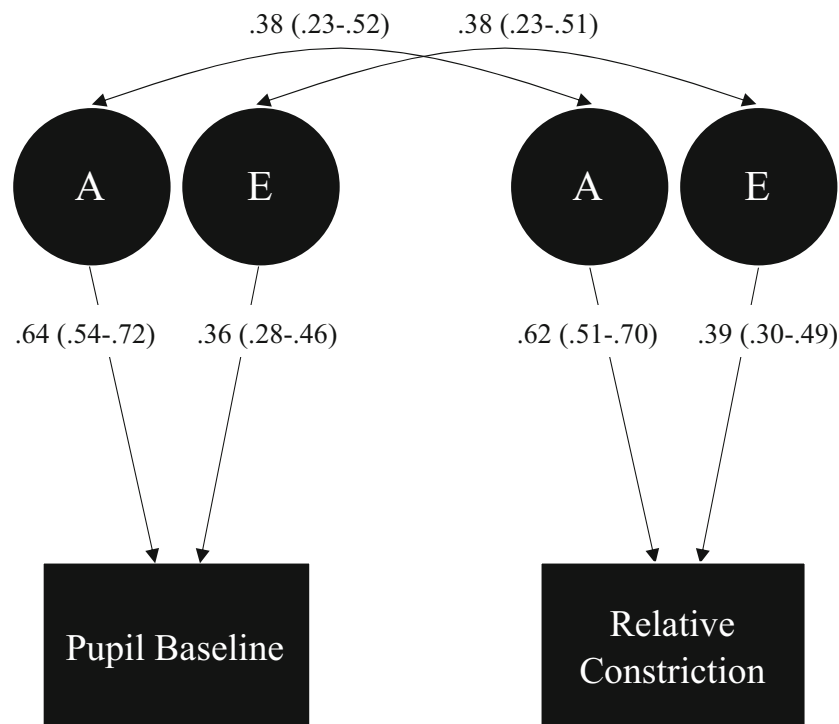 .38 (.23-.52) .38 (.23-.51)
A E A E
.64 (.54-.72) .36 (.28-.46) .62 (.51-.70) .39 (.30-.49)
Pupil Baseline
Relative
Constriction